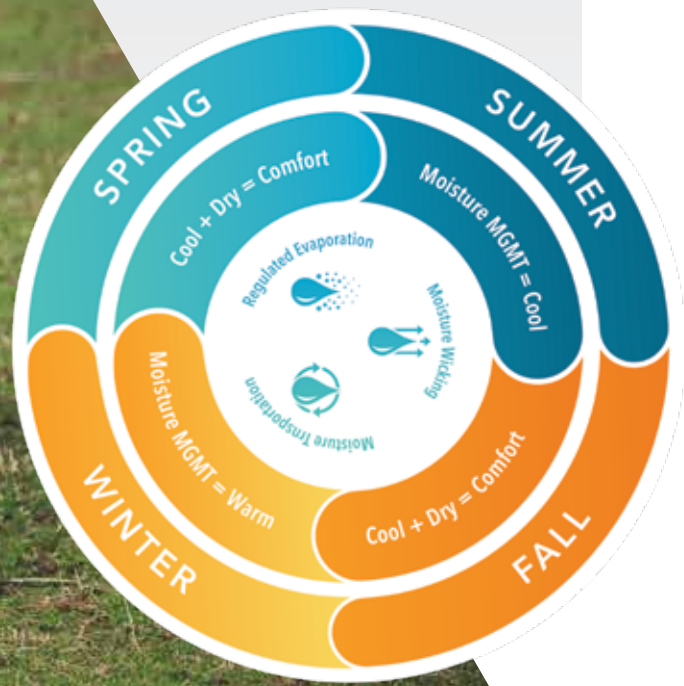 SPRING
SUMMER
FALL
WINTER
Cool + Dry = Comfort
Moisture MGMT = Cool
Cool + Dry = Comfort
Moisture MGMT = Warm
Regulated Evaporation
Moisture Wicking
Moisture Trnsportation